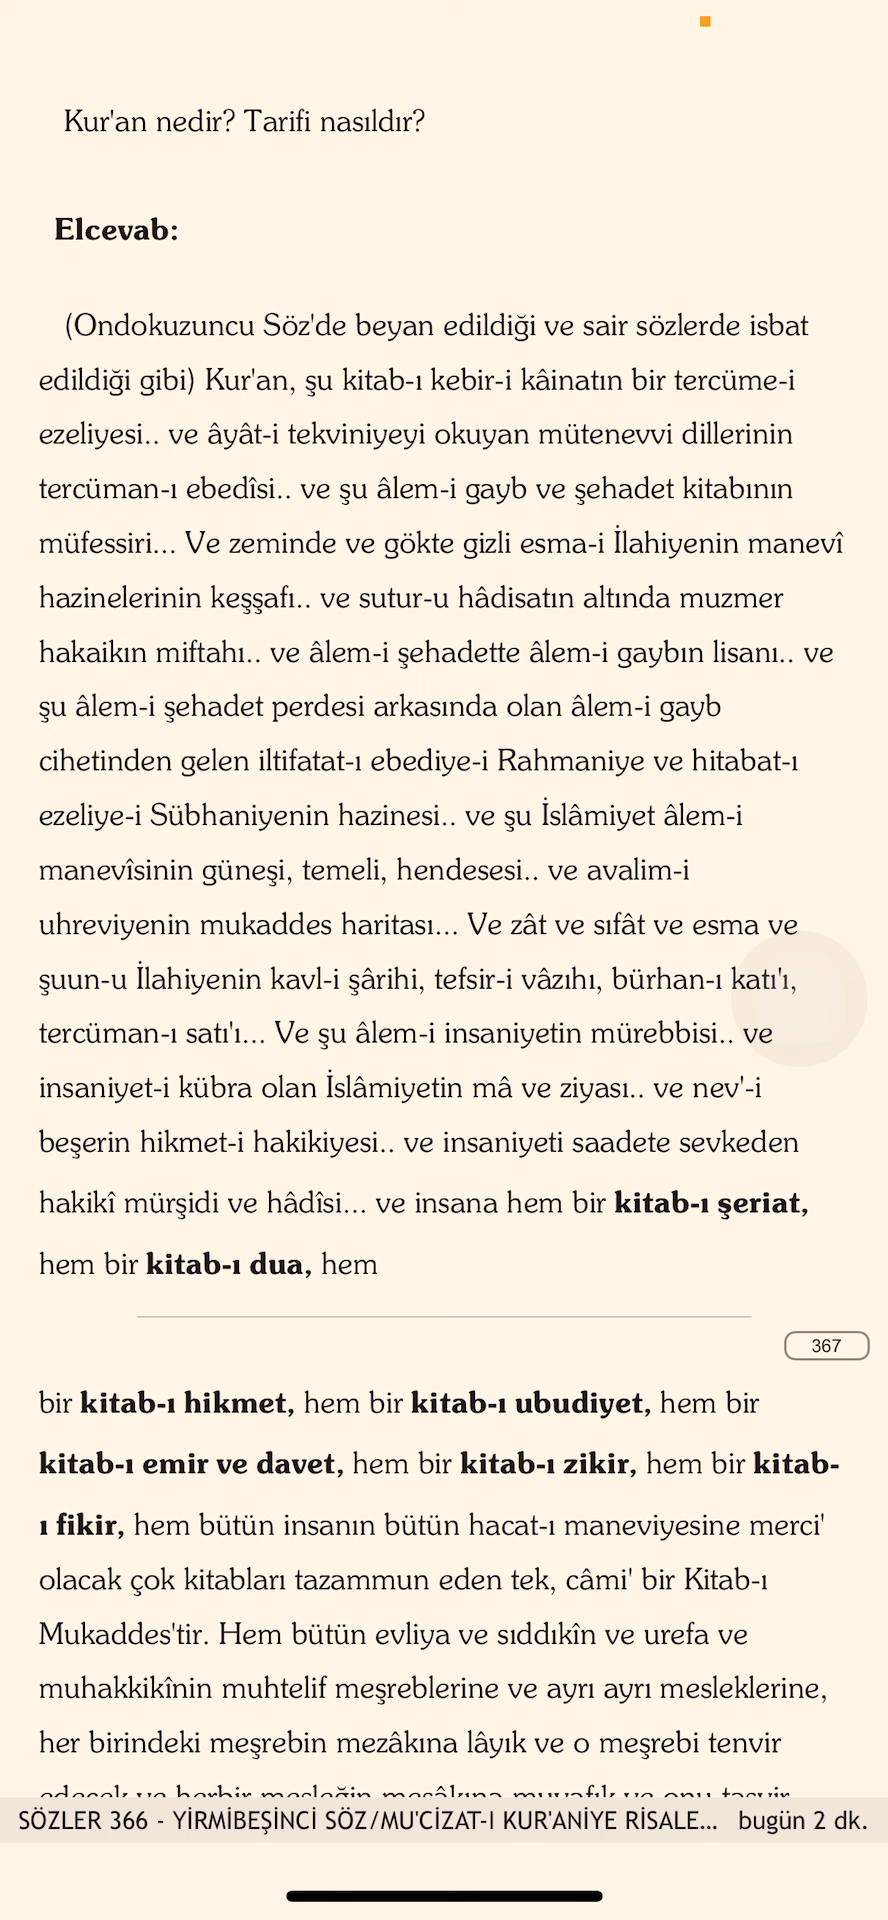 Kur'an nedir? Tarifi nasıldır?
Elcevab:
(Ondokuzuncu Söz'de beyan edildiği ve sair sözlerde isbat
edildiği gibi) Kur'an, şu kitab-ı kebir-i kâinatın bir tercüme-i
ezeliyesi.. ve âyât-i tekviniyeyi okuyan mütenevvi dillerinin
tercüman-ı ebedîsi.. ve şu âlem-i gayb ve şehadet kitabının
müfessiri... Ve zeminde ve gökte gizli esma-i İlahiyenin manevî
hazinelerinin keşşafı.. ve sutur-u hâdisatın altında muzmer
hakaikın miftahı.. ve âlem-i şehadette âlem-i gaybın lisanı.. ve
şu âlem-i şehadet perdesi arkasında olan âlem-i gayb
cihetinden gelen iltifatat-ı ebediye-i Rahmaniye ve hitabat-ı
ezeliye-i Sübhaniyenin hazinesi.. ve şu İslâmiyet âlem-i
manevîsinin güneşi, temeli, hendesesi.. ve avalim-i
uhreviyenin mukaddes haritası... Ve zât ve sıfât ve esma ve
şuun-u İlahiyenin kavl-i şârihi, tefsir-i vâzıhı, bürhan-ı katı'ı,
tercüman-ı satı'ı... Ve şu âlem-i insaniyetin mürebbisi.. ve
insaniyet-i kübra olan İslâmiyetin mâ ve ziyası.. ve nev'-i
beşerin hikmet-i hakikiyesi.. ve insaniyeti saadete sevkeden
hakikî mürşidi ve hâdîsi... ve insana hem bir kitab-ı şeriat,
hem bir kitab-ı dua, hem
367
bir kitab-ı hikmet, hem bir kitab-ı ubudiyet, hem bir
kitab-ı emir ve davet, hem bir kitab-ı zikir, hem bir kitab-
ı fikir, hem bütün insanın bütün hacat-ı maneviyesine merci'
olacak çok kitabları tazammun eden tek, câmi' bir Kitab-ı
Mukaddes'tir. Hem bütün evliya ve sıddıkîn ve urefa ve
muhakkikînin muhtelif meşreblerine ve ayrı ayrı mesleklerine,
her birindeki meşrebin mezâkına lâyık ve o meşrebi tenvir
edecek ve herbir mesleğin mesâkına muvafık ve onu tasvir
SÖZLER 366 - YİRMİBEŞİNCİ SÖZ/MU'CİZAT-I KUR'ANİYE RİSALE... bugün 2 dk.